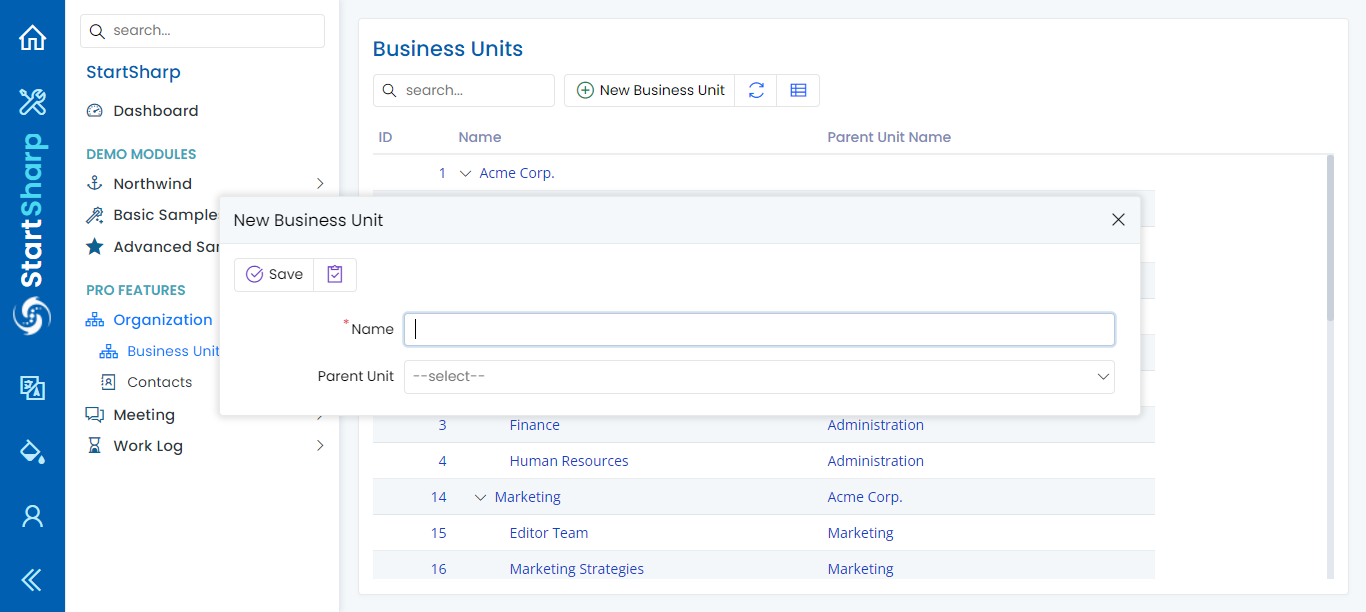 StartSharp
search...
StartSharp
Dashboard
DEMO MODULES
Northwind
Basic Sample
Advanced Sar
PRO FEATURES
Organization
Business Unit
Contacts
Meeting
Work Log
Business Units
search...
New Business Unit
ID Name Parent Unit Name
1 Acme Corp.
New Business Unit
Save
*Name
Parent Unit --select--
3 Finance Administration
4 Human Resources Administration
14 Marketing Acme Corp.
15 Editor Team Marketing
16 Marketing Strategies Marketing